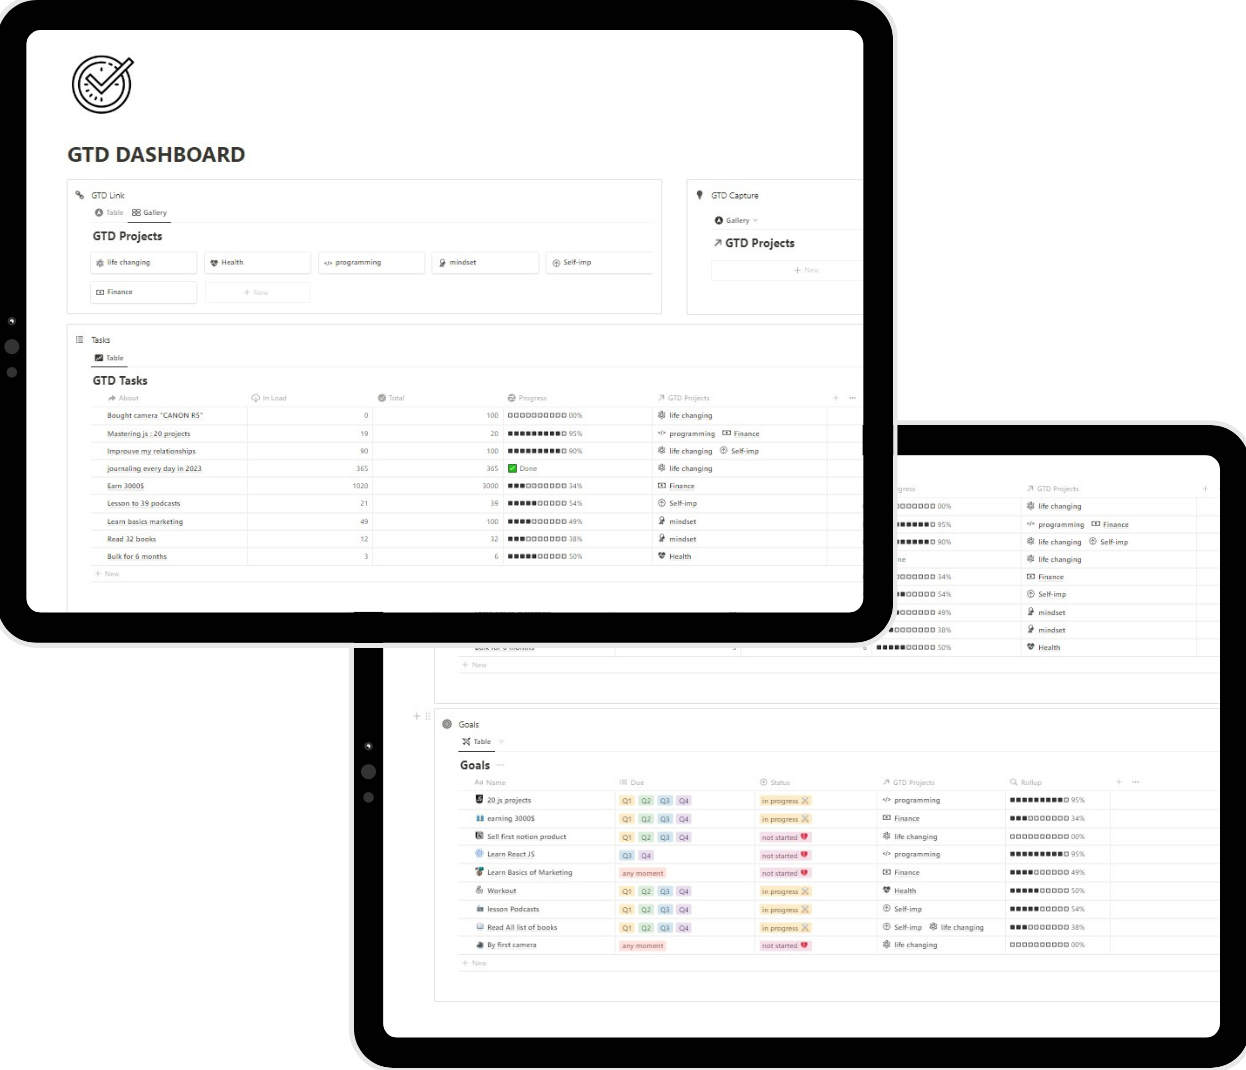 GTD DASHBOARD
GTD Link
Table Gallery
GTD Projects
life changing Health programming mindset Self-imp
Finance + New
GTD Capture
Gallery
GTD Projects
+ New
Tasks
Table
GTD Tasks
About In Load Total Progress GTD Projects +
Bought camera "CANON R5" 0 100 00% life changing
Mastering js : 20 projects 19 20 95% programming Finance
Improuve my relationships 90 100 90% life changing Self-imp
journaling every day in 2023 365 365 Done life changing
Earn 3000$ 1020 3000 34% Finance
Lesson to 39 podcasts 21 39 54% Self-imp
Learn basics marketing 49 100 49% mindset
Read 32 books 12 32 38% mindset
Bulk for 6 months 3 6 50% Health
+ New
gress GTD Projects +
00% life changing
95% programming Finance
90% life changing Self-imp
ne life changing
34% Finance
54% Self-imp
49% mindset
38% mindset
Bulk for 6 months 3 6 50% Health
+ New
Goals
Table +
Goals
Aa Name Due Status GTD Projects Rollup +
20 js projects Q1 Q2 Q3 Q4 in progress programming 95%
earning 3000$ Q1 Q2 Q3 Q4 in progress Finance 34%
Sell first notion product Q1 Q2 Q3 Q4 not started life changing 00%
Learn React JS Q3 Q4 not started programming 95%
Learn Basics of Marketing any moment not started Finance 49%
Workout Q1 Q2 Q3 Q4 in progress Health 50%
lesson Podcasts Q1 Q2 Q3 Q4 in progress Self-imp 54%
Read All list of books Q1 Q2 Q3 Q4 in progress Self-imp life changing 38%
By first camera any moment not started life changing 00%
+ New